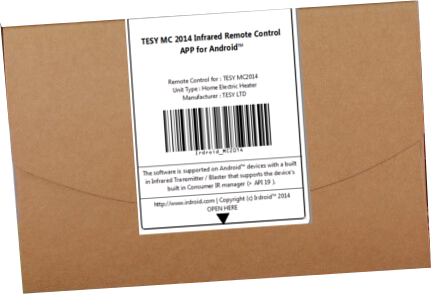 TESY MC 2014 Infrared Remote Control
APP for Android™
Remote Control for : TESY MC2014
Unit Type : Home Electric Heater
Manufacturer : TESY LTD
Irdroid_MC2014
The software is supported on Android™ devices with a built
in Infrared Transmitter / Blaster that supports the device's
built in Consumer IR manager (> API 19 ).
http://www.irdroid.com | Copyright (c) Irdroid™ 2014
OPEN HERE